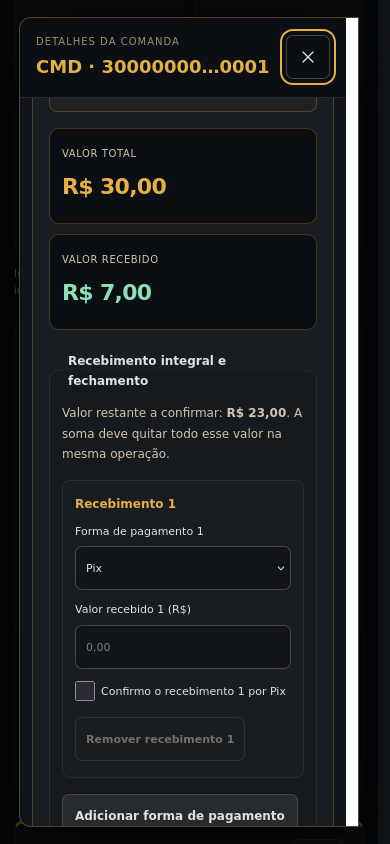 DETALHES DA COMANDA
CMD · 30000000…0001
VALOR TOTAL
R$ 30,00
VALOR RECEBIDO
R$ 7,00
Recebimento integral e
fechamento
Valor restante a confirmar: R$ 23,00. A
soma deve quitar todo esse valor na
mesma operação.
Recebimento 1
Forma de pagamento 1
Pix
Valor recebido 1 (R$)
0,00
Confirmo o recebimento 1 por Pix
Remover recebimento 1
Adicionar forma de pagamento